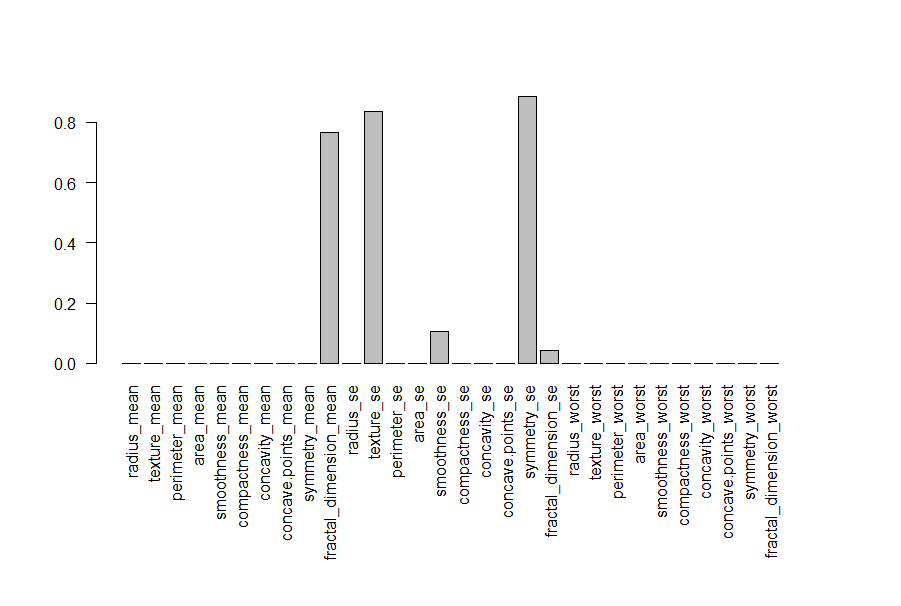 0.8
0.6
0.4
0.2
0.0
radius_mean
texture_mean
perimeter_mean
area_mean
smoothness_mean
compactness_mean
concavity_mean
concave.points_mean
symmetry_mean
fractal_dimension_mean
radius_se
texture_se
perimeter_se
area_se
smoothness_se
compactness_se
concavity_se
concave.points_se
symmetry_se
fractal_dimension_se
radius_worst
texture_worst
perimeter_worst
area_worst
smoothness_worst
compactness_worst
concavity_worst
concave.points_worst
symmetry_worst
fractal_dimension_worst